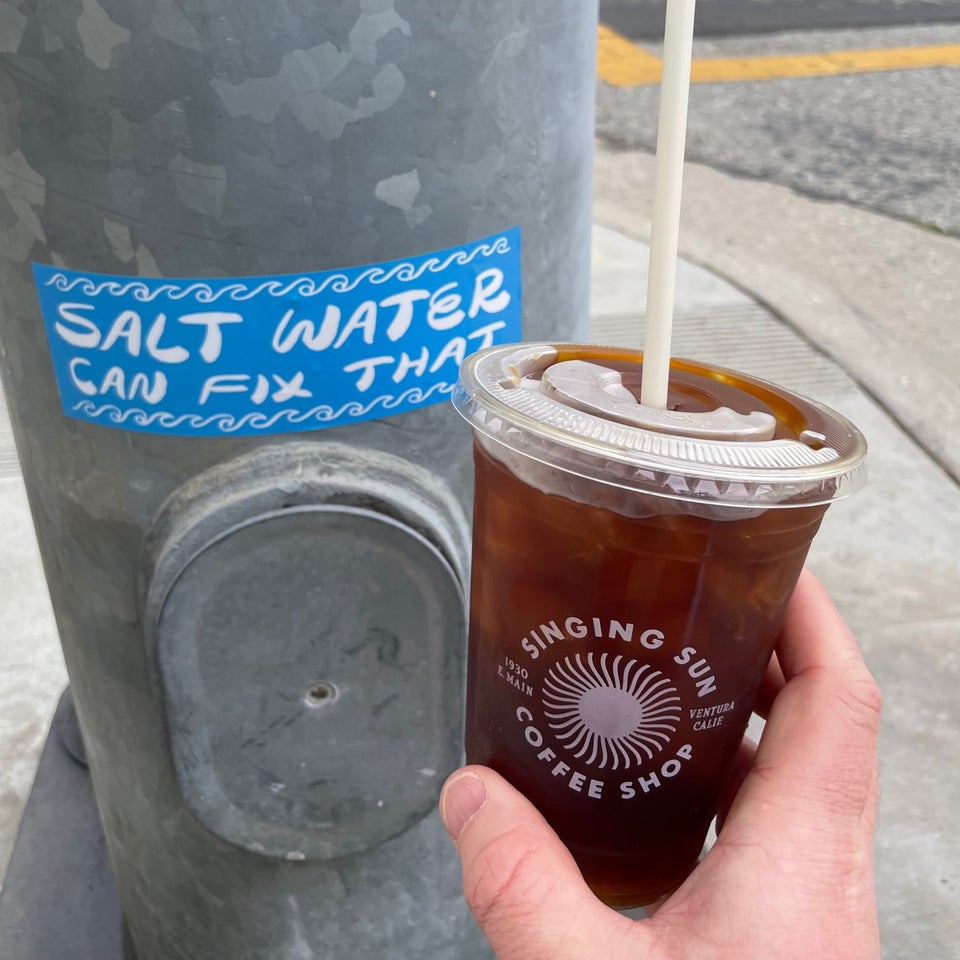 SALT WATER
CAN FIX THAT
SINGING SUN
1930
E. MAIN
VENTURA
CALIF
COFFEE SHOP